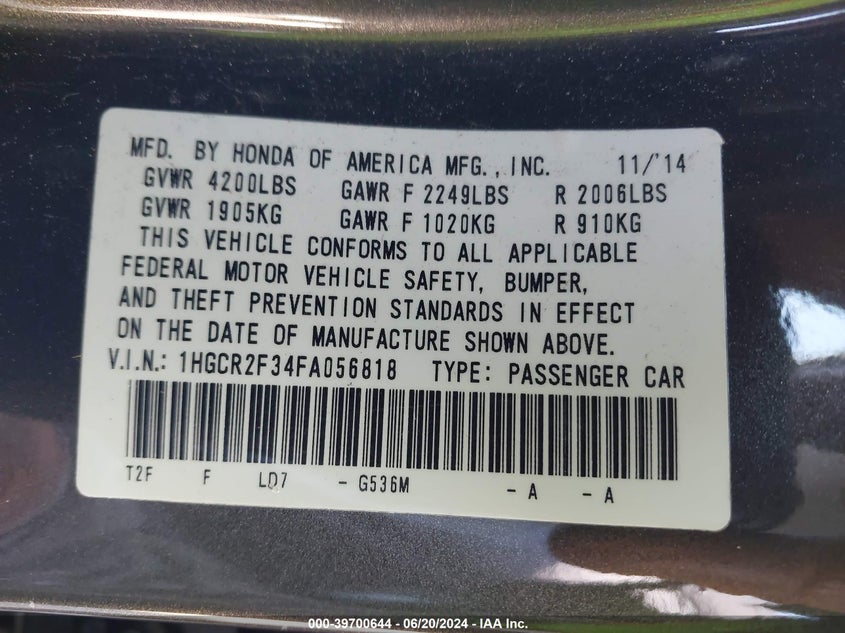 MFD. BY HONDA OF AMERICA MFG., INC. 11/'14
GVWR 4200LBS GAWR F 2249LBS R 2006LBS
GVWR 1905KG GAWR F 1020KG R 910KG
THIS VEHICLE CONFORMS TO ALL APPLICABLE
FEDERAL MOTOR VEHICLE SAFETY, BUMPER,
AND THEFT PREVENTION STANDARDS IN EFFECT
ON THE DATE OF MANUFACTURE SHOWN ABOVE.
V.I.N.: 1HGCR2F34FA056818 TYPE: PASSENGER CAR
T2F F LD7 - G536M - A - A
000-39700644 / 06/20/2024 - IAA Inc.